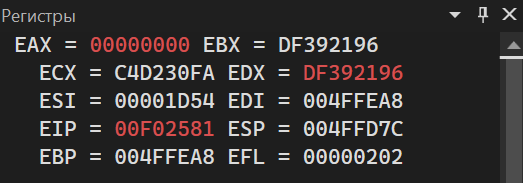 Регистры
EAX = 00000000 EBX = DF392196
ECX = C4D230FA EDX = DF392196
ESI = 00001D54 EDI = 004FFEA8
EIP = 00F02581 ESP = 004FFD7C
EBP = 004FFEA8 EFL = 00000202